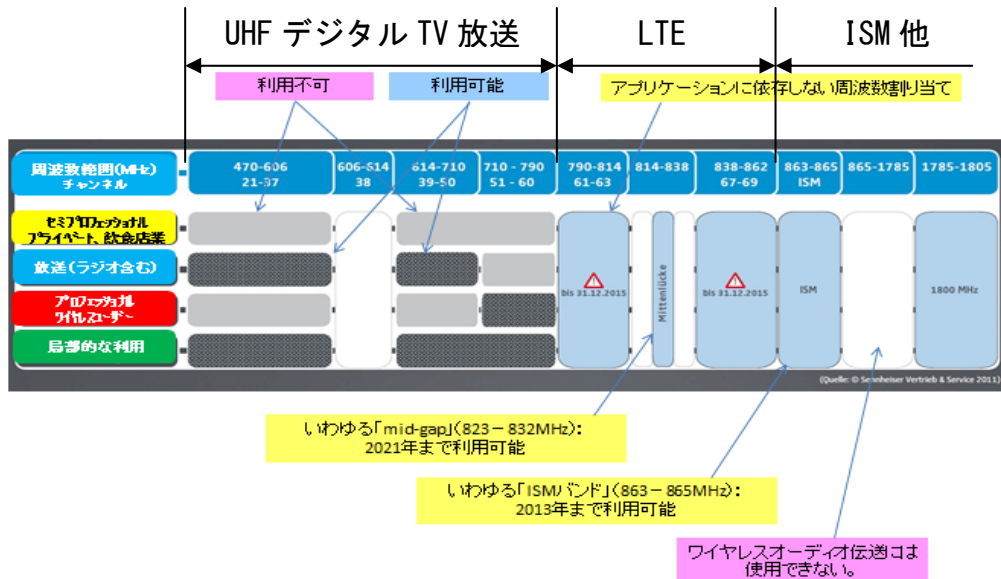 UHF デジタル TV 放送
LTE
ISM 他
利用不可
利用可能
アプリケーションに依存しない周波数割り当て
周波数範囲(MHz)
チャンネル
470-606
21-37
606-614
38
614-710
39-50
710 - 790
51 - 60
790-814
61-63
814-838
838-862
67-69
863-865
ISM
865-1785
1785-1805
セミプロフェッショナル
プライベート、飲食店業
放送(ラジオ含む)
プロフェッショナル
ワイヤレスユーザー
局部的な利用
bis 31.12.2015
Mittenlücke
bis 31.12.2015
ISM
1800 MHz
(Quelle: © Sennheiser Vertrieb & Service 2011)
いわゆる「mid-gap」(823－832MHz):
2021年まで利用可能
いわゆる「ISMバンド」(863－865MHz):
2013年まで利用可能
ワイヤレスオーディオ伝送には
使用できない。